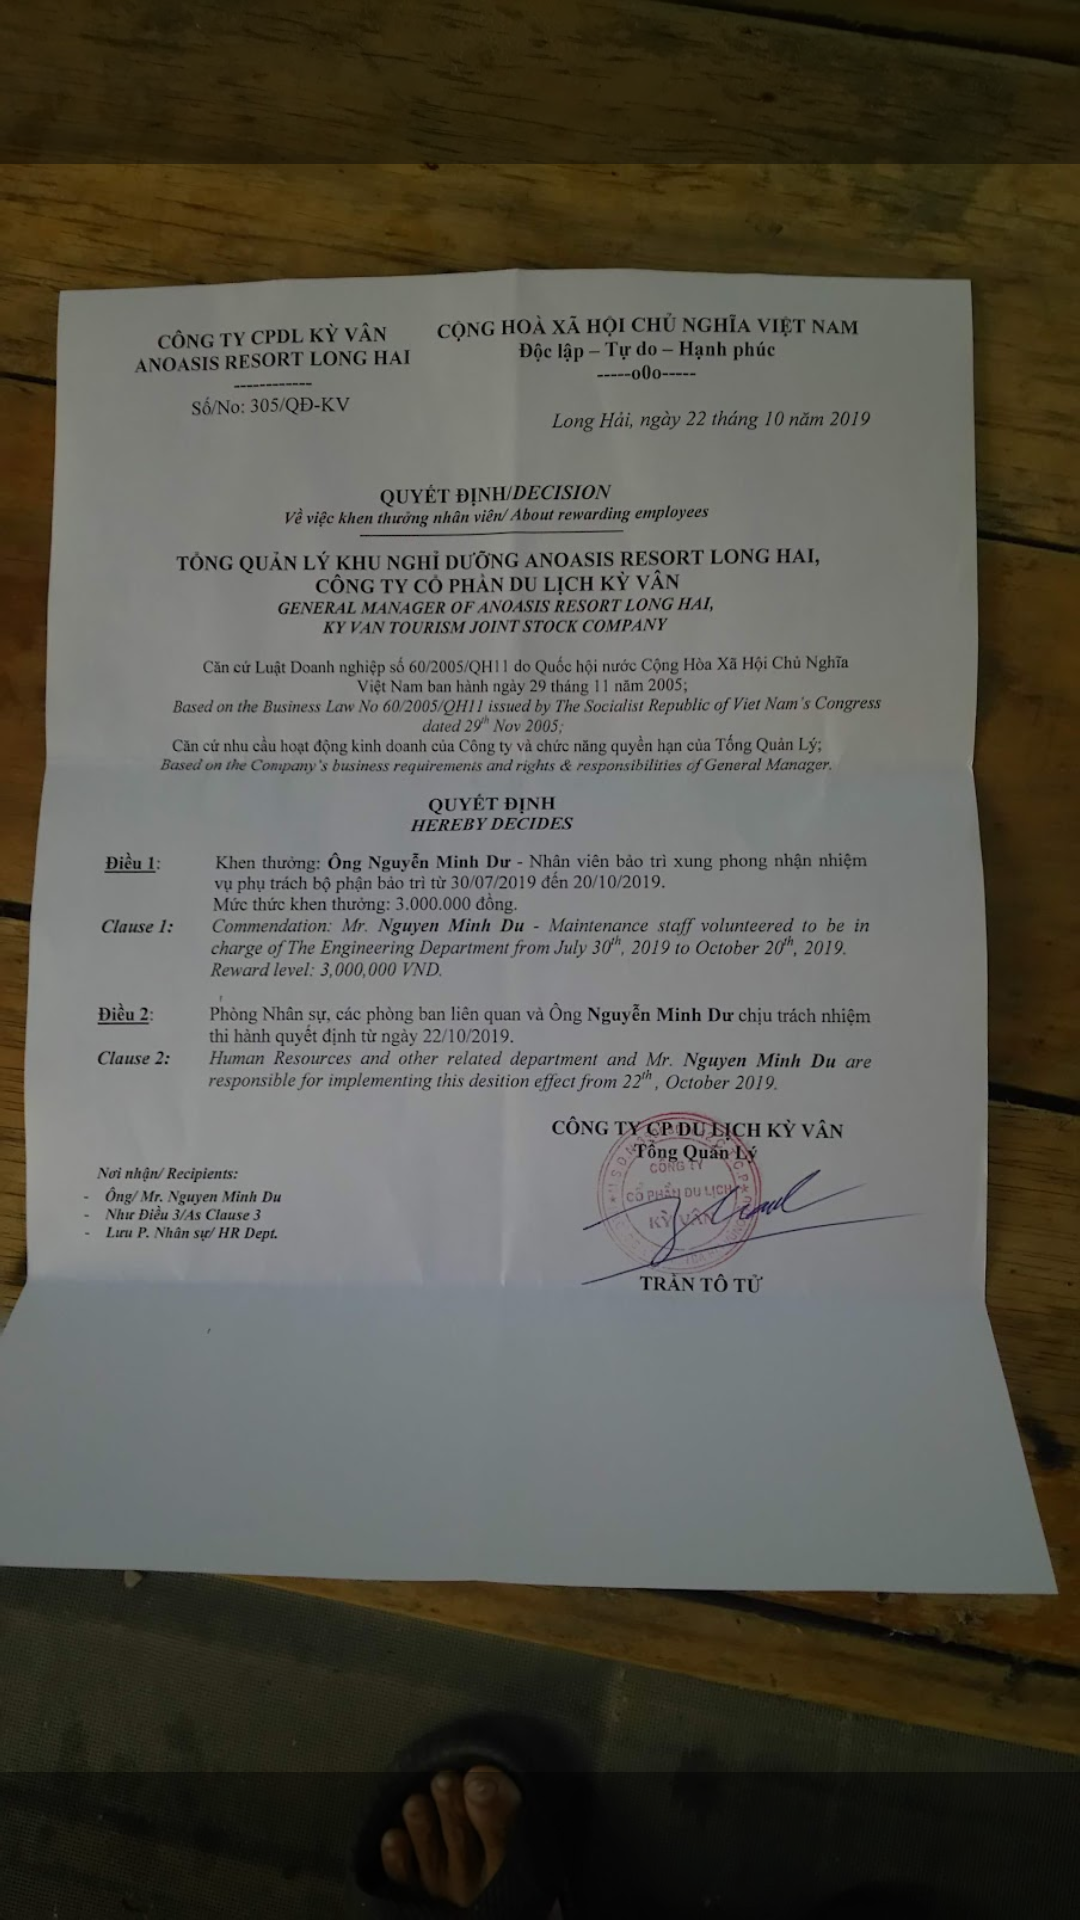 CÔNG TY CPDL KỲ VÂN
ANOASIS RESORT LONG HAI
------------
Số/No: 305/QĐ-KV
CỘNG HOÀ XÃ HỘI CHỦ NGHĨA VIỆT NAM
Độc lập – Tự do – Hạnh phúc
-----o0o-----
Long Hải, ngày 22 tháng 10 năm 2019
QUYẾT ĐỊNH/DECISION
Về việc khen thưởng nhân viên/ About rewarding employees
TỔNG QUẢN LÝ KHU NGHỈ DƯỠNG ANOASIS RESORT LONG HAI,
CÔNG TY CỔ PHẦN DU LỊCH KỲ VÂN
GENERAL MANAGER OF ANOASIS RESORT LONG HAI,
KY VAN TOURISM JOINT STOCK COMPANY
Căn cứ Luật Doanh nghiệp số 60/2005/QH11 do Quốc hội nước Cộng Hòa Xã Hội Chủ Nghĩa
Việt Nam ban hành ngày 29 tháng 11 năm 2005;
Based on the Business Law No 60/2005/QH11 issued by The Socialist Republic of Viet Nam's Congress
dated 29th Nov 2005;
Căn cứ nhu cầu hoạt động kinh doanh của Công ty và chức năng quyền hạn của Tổng Quản Lý;
Based on the Company's business requirements and rights & responsibilities of General Manager.
QUYẾT ĐỊNH
HEREBY DECIDES
Điều 1: Khen thưởng: Ông Nguyễn Minh Dư - Nhân viên bảo trì xung phong nhận nhiệm
vụ phụ trách bộ phận bảo trì từ 30/07/2019 đến 20/10/2019.
Mức thức khen thưởng: 3.000.000 đồng.
Clause 1: Commendation: Mr. Nguyen Minh Du - Maintenance staff volunteered to be in
charge of The Engineering Department from July 30th, 2019 to October 20th, 2019.
Reward level: 3,000,000 VND.
Điều 2: Phòng Nhân sự, các phòng ban liên quan và Ông Nguyễn Minh Dư chịu trách nhiệm
thi hành quyết định từ ngày 22/10/2019.
Clause 2: Human Resources and other related department and Mr. Nguyen Minh Du are
responsible for implementing this desition effect from 22th, October 2019.
CÔNG TY CP DU LỊCH KỲ VÂN
Tổng Quản Lý
CÔNG TY
CỔ PHẦN DU LỊCH
KỲ VÂN
TRẦN TÔ TỬ
Nơi nhận/ Recipients:
- Ông/ Mr. Nguyen Minh Du
- Như Điều 3/As Clause 3
- Lưu P. Nhân sự/ HR Dept.